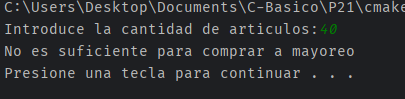 C:\Users\Desktop\Documents\C-Basico\P21\cmake
Introduce la cantidad de articulos:40
No es suficiente para comprar a mayoreo
Presione una tecla para continuar . . .